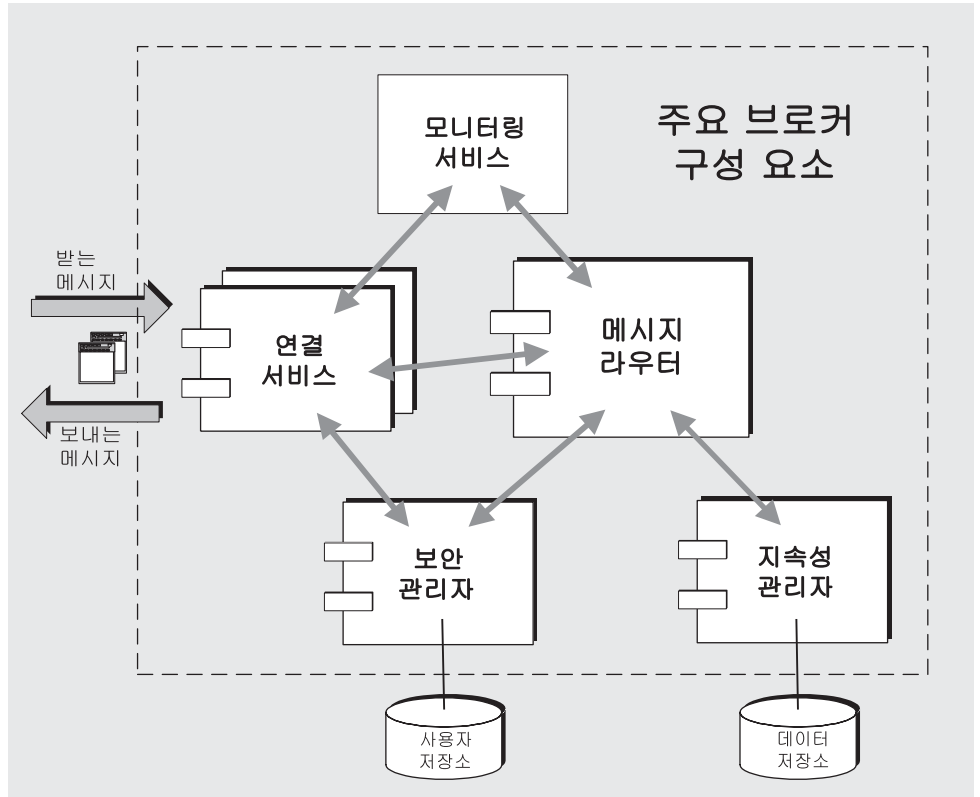 주요 브로커
구성 요소
모니터링
서비스
받는
메시지
연결
서비스
메시지
라우터
보내는
메시지
보안
관리자
지속성
관리자
사용자
저장소
데이터
저장소